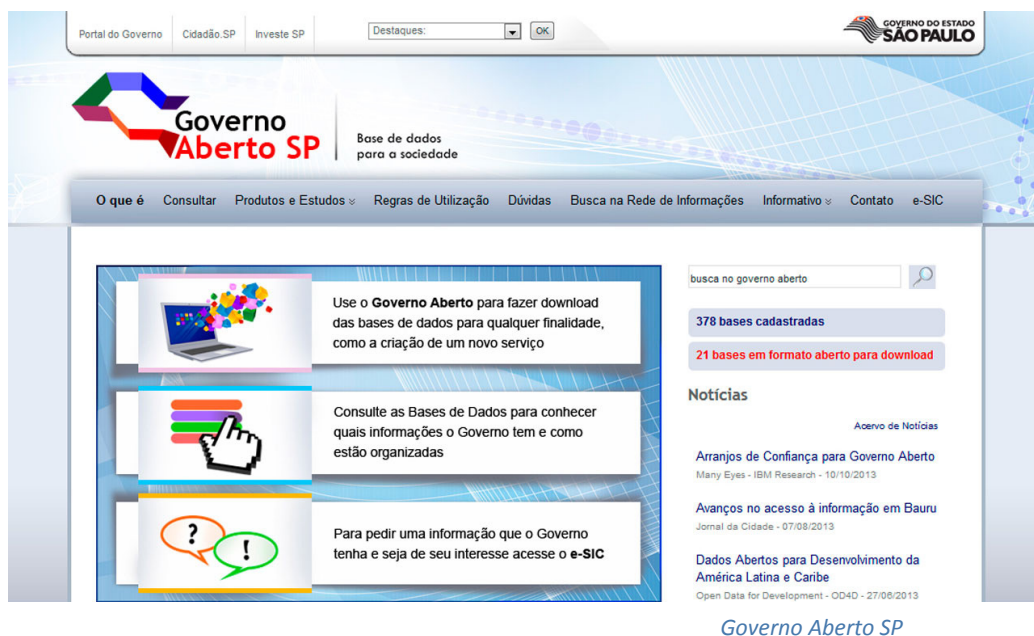 Portal do Governo Cidadão.SP Investe SP Destaques: OK
GOVERNO DO ESTADO
SÃO PAULO
Governo
Aberto SP
Base de dados
para a sociedade
O que é Consultar Produtos e Estudos Regras de Utilização Dúvidas Busca na Rede de Informações Informativo Contato e-SIC
Use o Governo Aberto para fazer download
das bases de dados para qualquer finalidade,
como a criação de um novo serviço
Consulte as Bases de Dados para conhecer
quais informações o Governo tem e como
estão organizadas
?
!
Para pedir uma informação que o Governo
tenha e seja de seu interesse acesse o e-SIC
busca no governo aberto
378 bases cadastradas
21 bases em formato aberto para download
Notícias
Acervo de Notícias
Arranjos de Confiança para Governo Aberto
Many Eyes - IBM Research - 10/10/2013
Avanços no acesso à informação em Bauru
Jornal da Cidade - 07/08/2013
Dados Abertos para Desenvolvimento da
América Latina e Caribe
Open Data for Development - OD4D - 27/06/2013
Governo Aberto SP